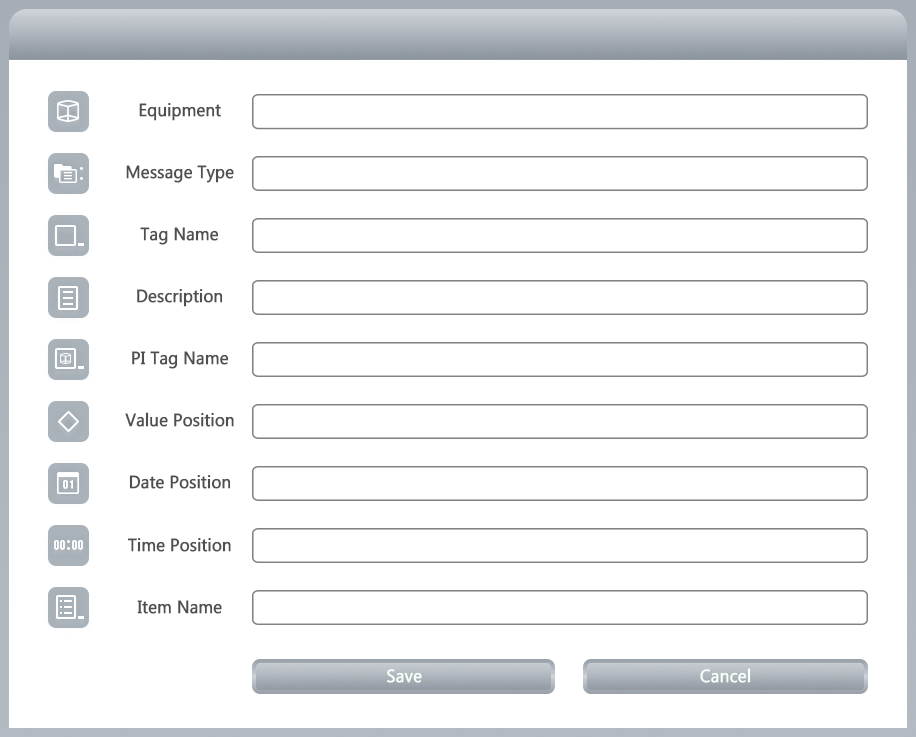 Equipment
Message Type
Tag Name
Description
PI Tag Name
Value Position
01
Date Position
00:00
Time Position
Item Name
Save
Cancel